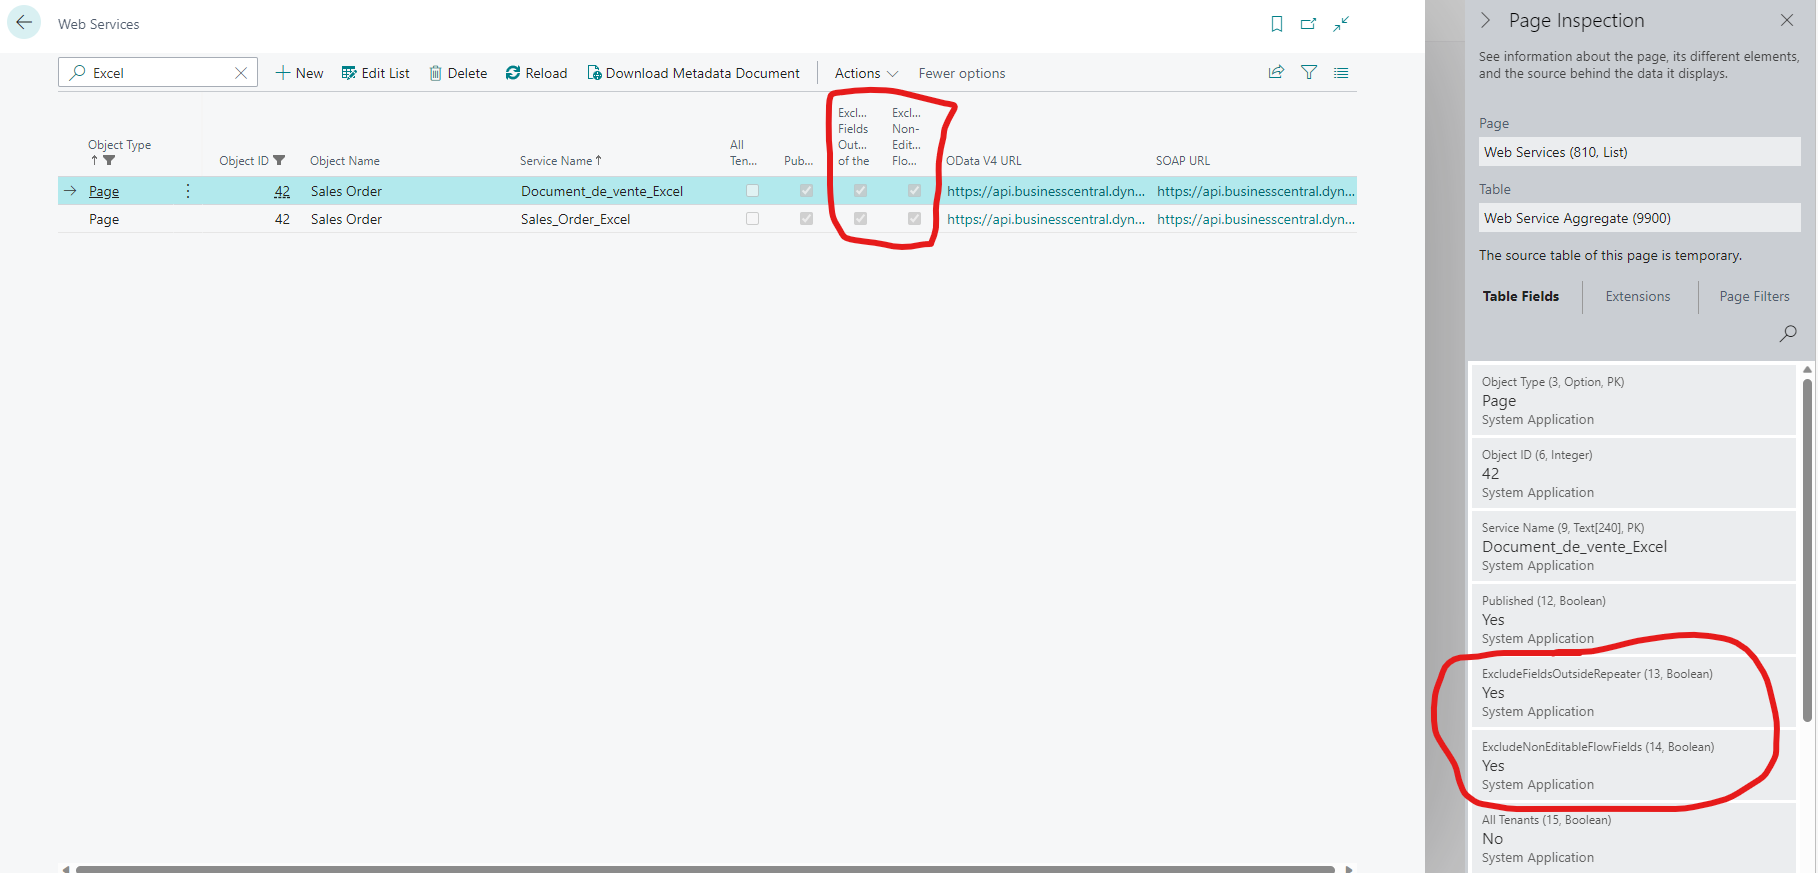 Web Services
Excel
New
Edit List
Delete
Reload
Download Metadata Document
Actions
Fewer options
Object Type
Object ID
Object Name
Service Name
All Ten...
Pub...
Excl... Fields Out... of the
Excl... Non- Edit... Flo...
OData V4 URL
SOAP URL
Page 42 Sales Order Document_de_vente_Excel https://api.businesscentral.dyn... https://api.businesscentral.dyn...
Page 42 Sales Order Sales_Order_Excel https://api.businesscentral.dyn... https://api.businesscentral.dyn...
Page Inspection
See information about the page, its different elements,
and the source behind the data it displays.
Page
Web Services (810, List)
Table
Web Service Aggregate (9900)
The source table of this page is temporary.
Table Fields
Extensions
Page Filters
Object Type (3, Option, PK)
Page
System Application
Object ID (6, Integer)
42
System Application
Service Name (9, Text[240], PK)
Document_de_vente_Excel
System Application
Published (12, Boolean)
Yes
System Application
ExcludeFieldsOutsideRepeater (13, Boolean)
Yes
System Application
ExcludeNonEditableFlowFields (14, Boolean)
Yes
System Application
All Tenants (15, Boolean)
No
System Application